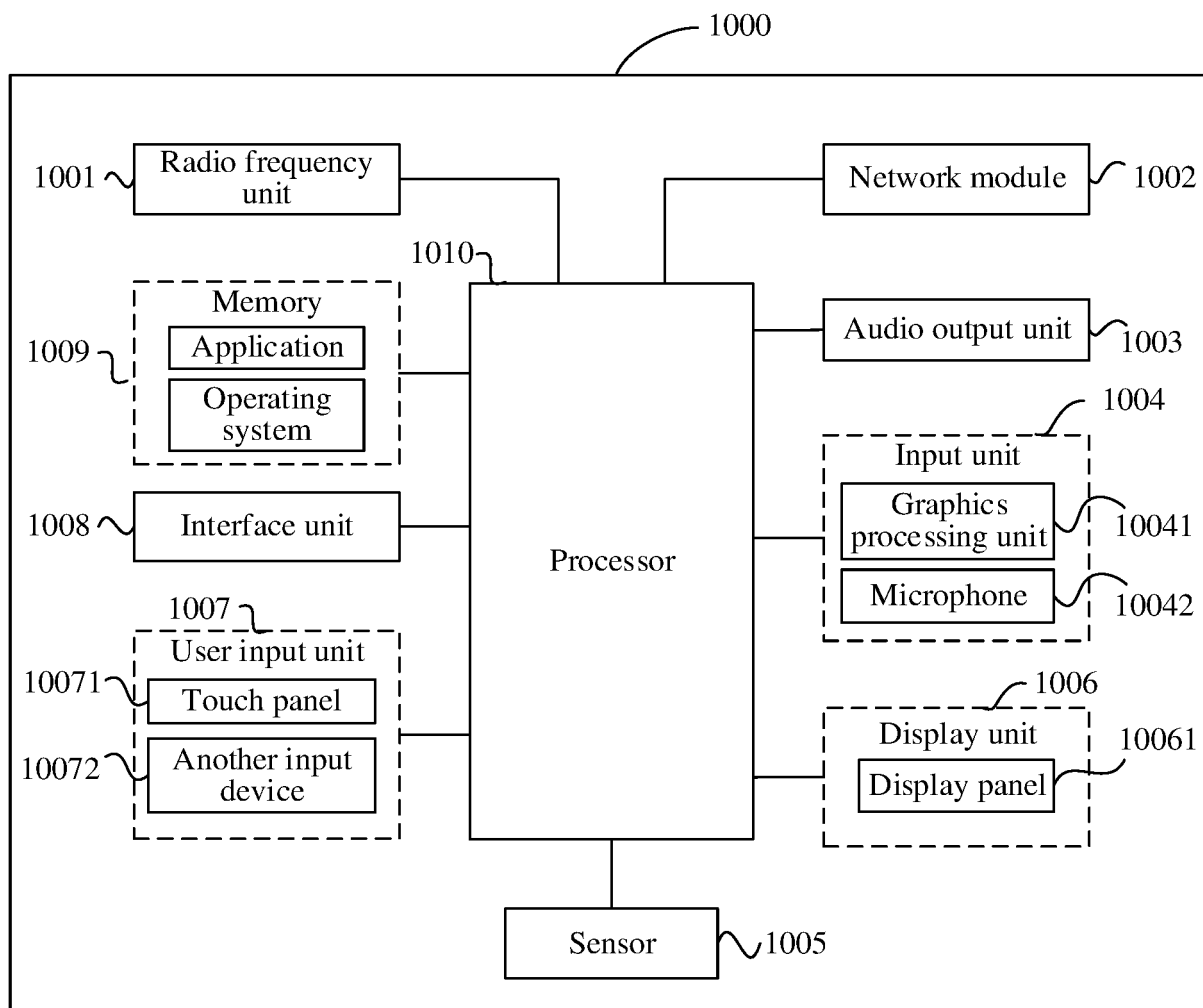 1000
1001
Radio frequency
unit
Network module
1002
1010
Memory
Application
Operating
system
1009
Audio output unit
1003
1004
Input unit
Graphics
processing unit
10041
Microphone
10042
1008
Interface unit
Processor
1007
User input unit
10071
Touch panel
10072
Another input
device
1006
Display unit
Display panel
10061
Sensor
1005